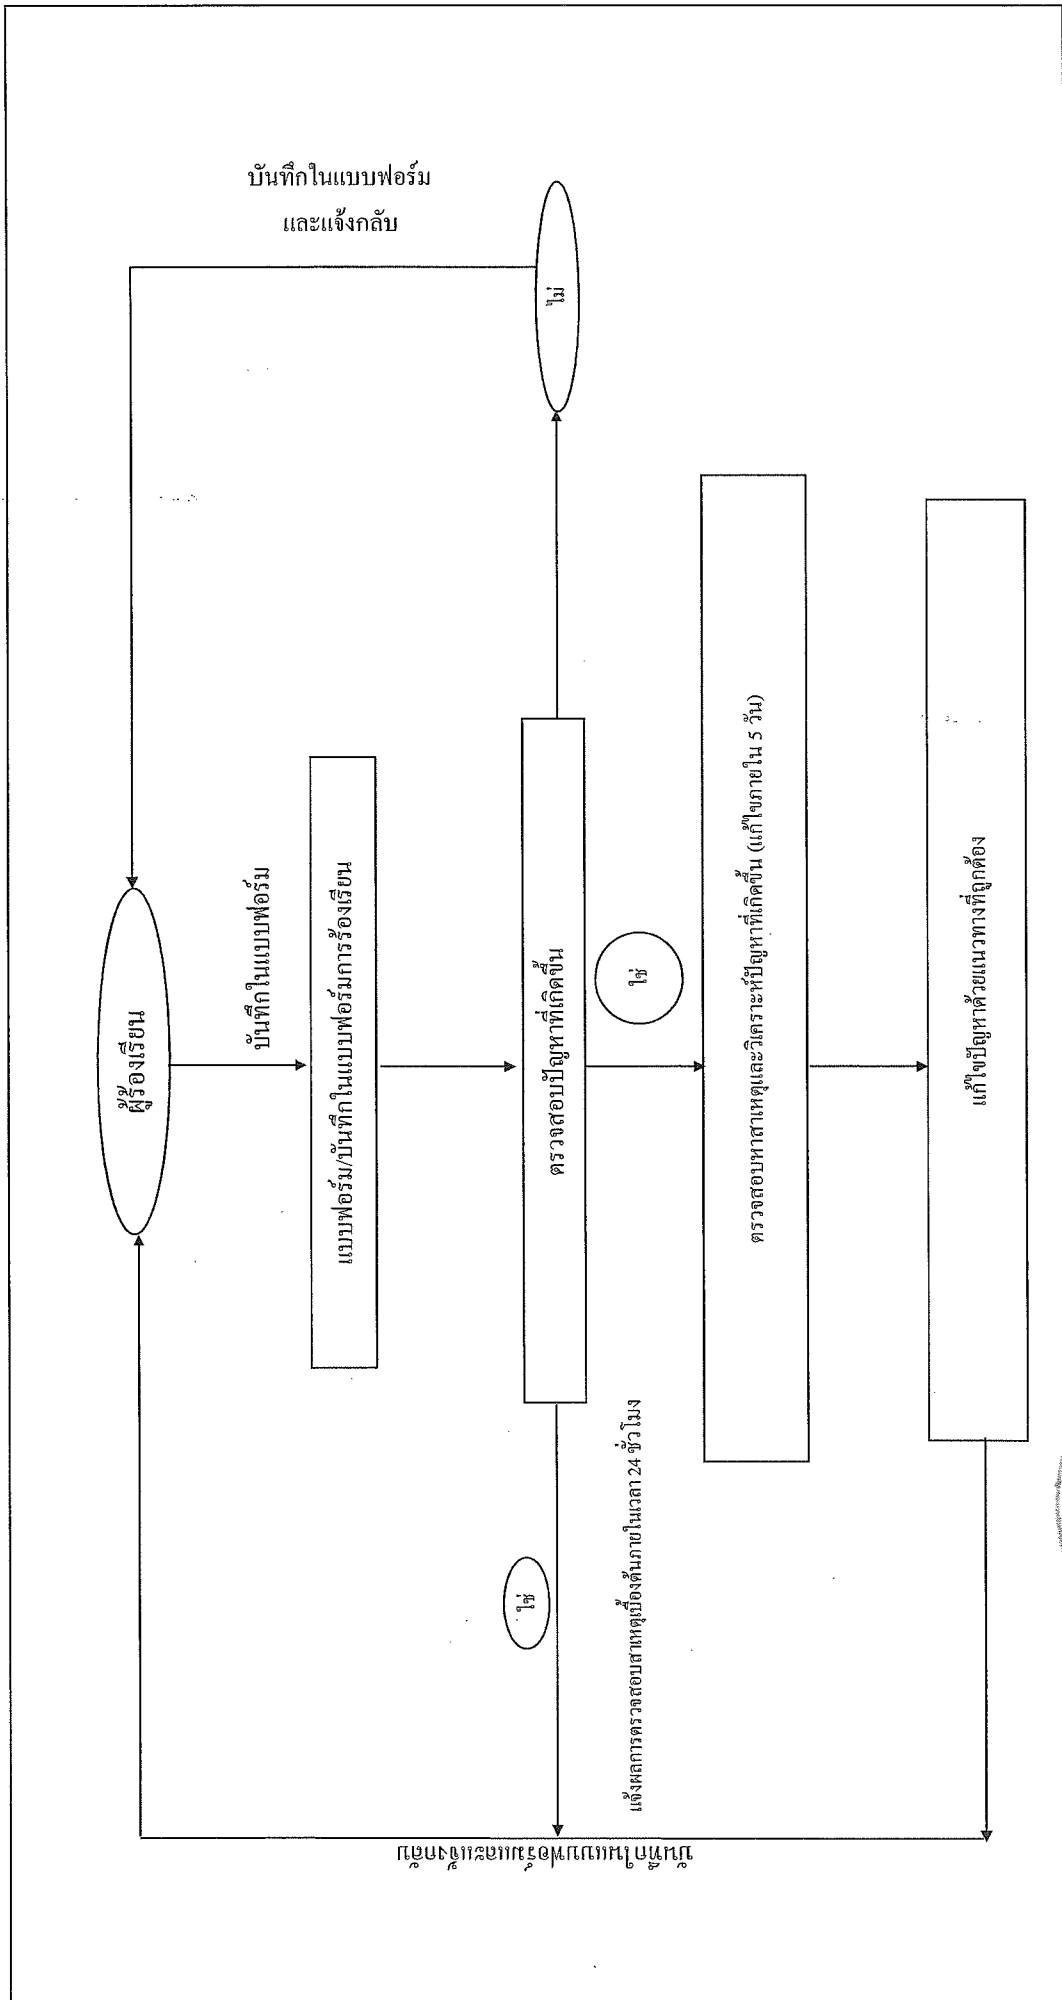 บันทึกในแบบฟอร์ม
และแจ้งกลับ
ไม่
ผู้ร้องเรียน
บันทึกในแบบฟอร์ม
แบบฟอร์ม/บันทึกในแบบฟอร์มการร้องเรียน
ตรวจสอบปัญหาที่เกิดขึ้น
ใช่
ใช่
แจ้งผลการตรวจสอบสาเหตุเบื้องต้นภายในเวลา 24 ชั่วโมง
ตรวจสอบหาสาเหตุและวิเคราะห์ปัญหาที่เกิดขึ้น (แก้ไขภายใน 5 วัน)
แก้ไขปัญหาด้วยแนวทางที่ถูกต้อง
บันทึกในแบบฟอร์มและแจ้งกลับ